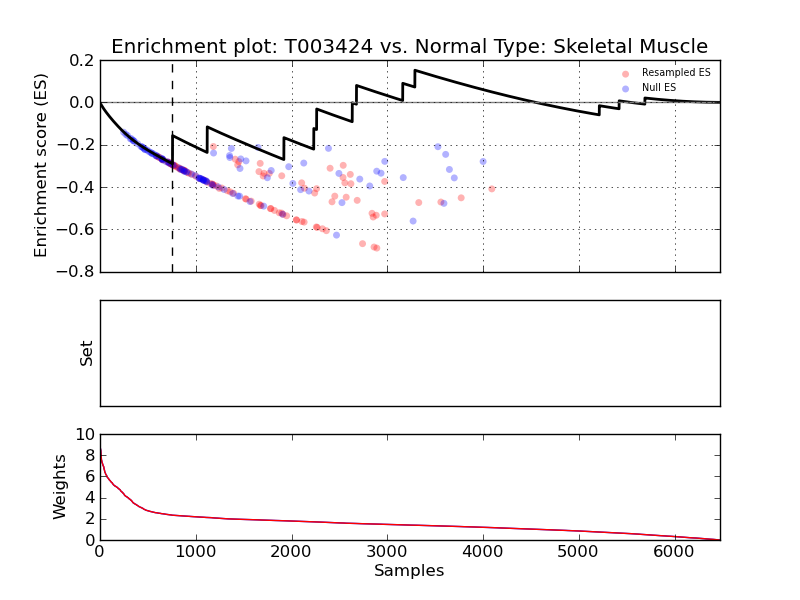 Enrichment plot: T003424 vs. Normal Type: Skeletal Muscle
Enrichment score (ES)
0.2
0.0
−0.2
−0.4
−0.6
−0.8
Resampled ES
Null ES
Set
Weights
10
8
6
4
2
0
0 1000 2000 3000 4000 5000 6000
Samples